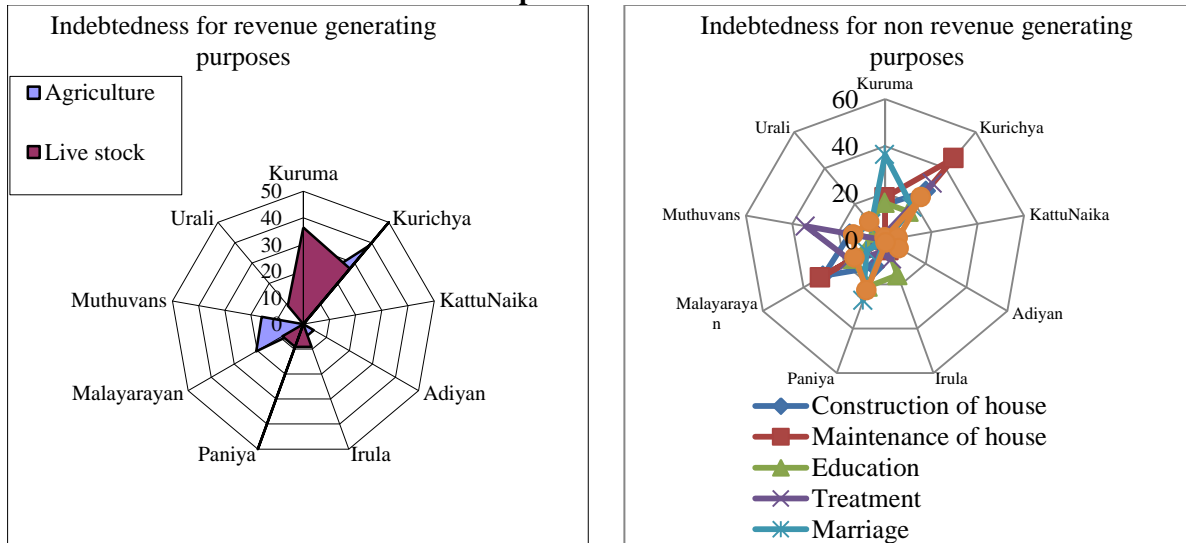 Indebtedness for revenue generating
purposes
Agriculture
Live stock
Kuruma
Kurichya
KattuNaika
Adiyan
Irula
Paniya
Malayarayan
Muthuvans
Urali
50
40
30
20
10
0
Indebtedness for non revenue generating
purposes
Kuruma
Kurichya
KattuNaika
Adiyan
Irula
Paniya
Malayaraya
n
Muthuvans
Urali
60
40
20
0
Construction of house
Maintenance of house
Education
Treatment
Marriage